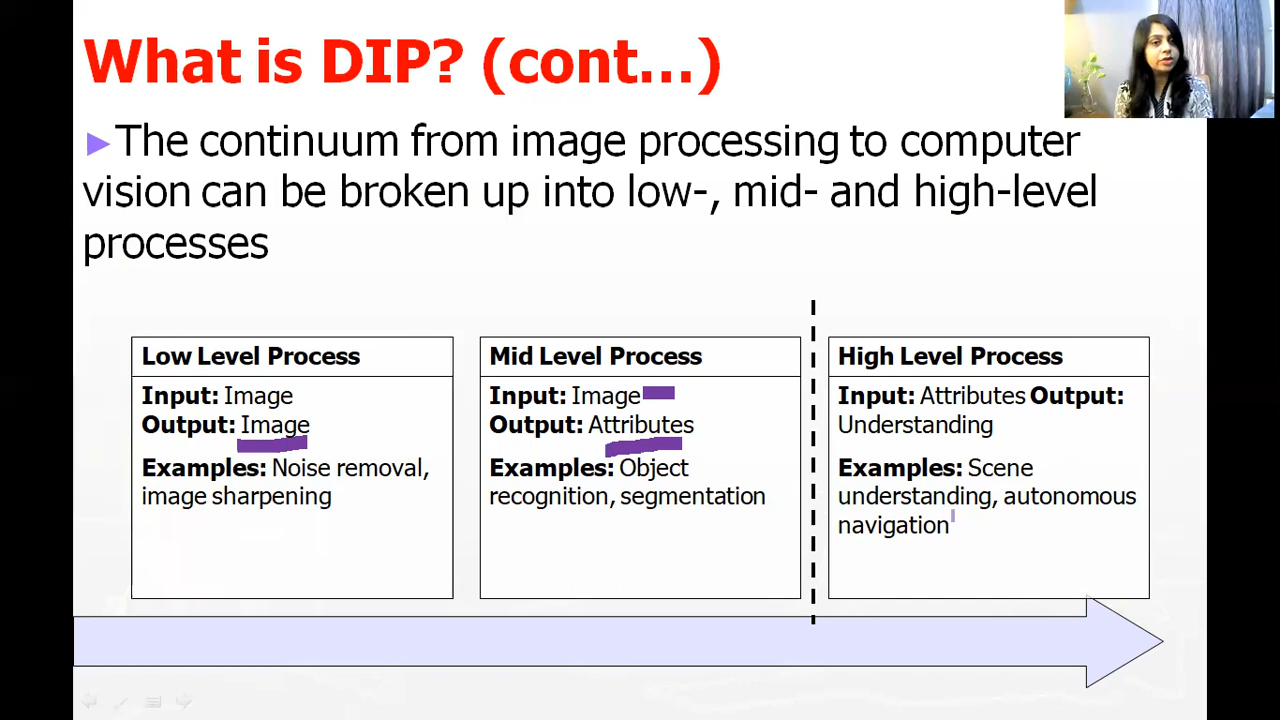 What is DIP? (cont…)
►The continuum from image processing to computer
vision can be broken up into low-, mid- and high-level
processes
Low Level Process
Input: Image
Output: Image
Examples: Noise removal,
image sharpening
Mid Level Process
Input: Image
Output: Attributes
Examples: Object
recognition, segmentation
High Level Process
Input: Attributes Output:
Understanding
Examples: Scene
understanding, autonomous
navigation